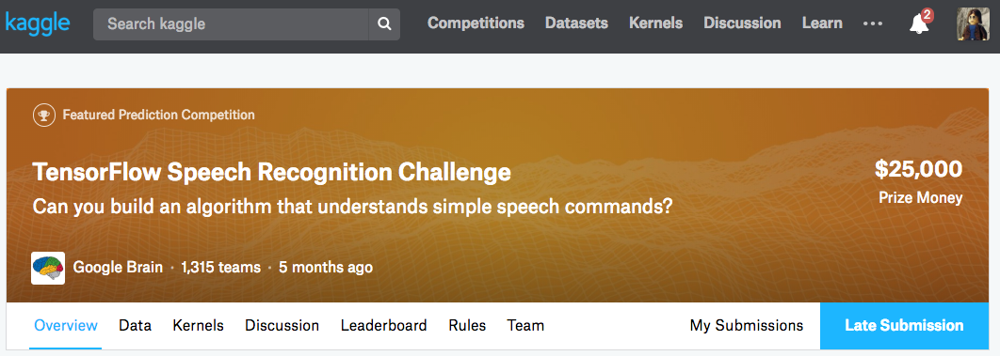 kaggle Search kaggle Competitions Datasets Kernels Discussion Learn ••• 2
Featured Prediction Competition
TensorFlow Speech Recognition Challenge
$25,000
Can you build an algorithm that understands simple speech commands?
Prize Money
Google Brain · 1,315 teams · 5 months ago
Overview Data Kernels Discussion Leaderboard Rules Team My Submissions Late Submission